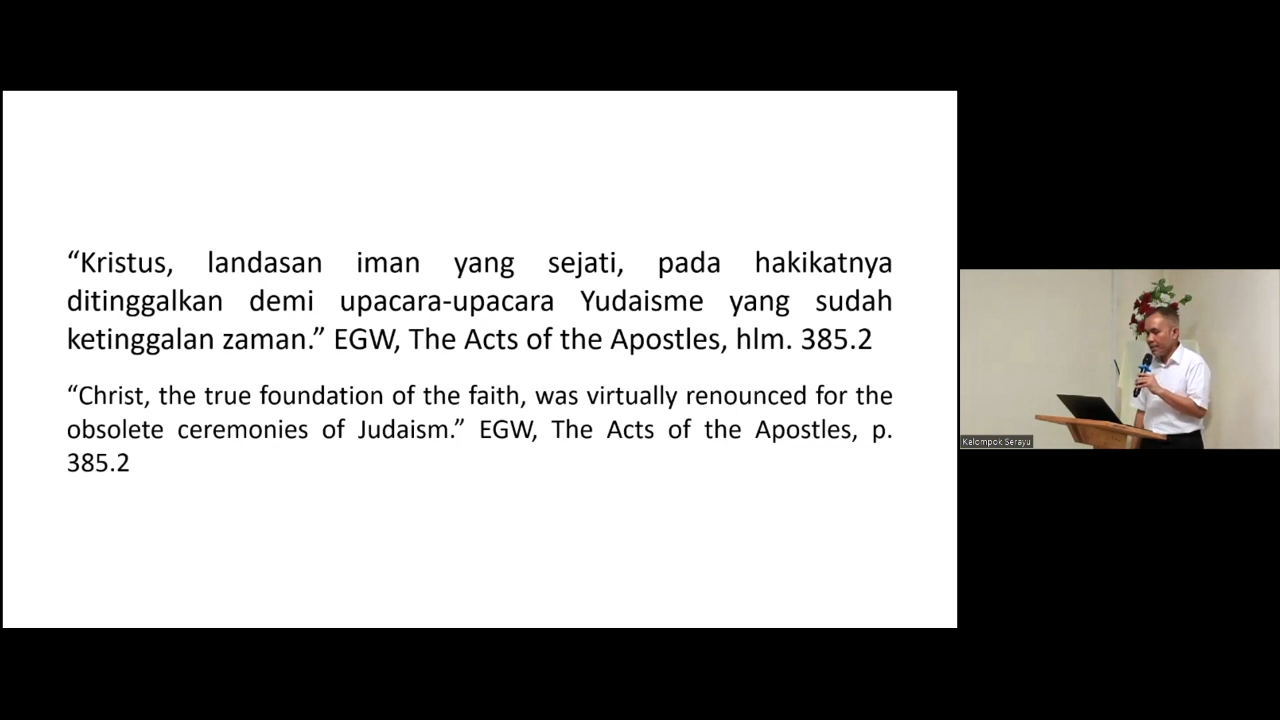 “Kristus, landasan iman yang sejati, pada hakikatnya
ditinggalkan demi upacara-upacara Yudaisme yang sudah
ketinggalan zaman.” EGW, The Acts of the Apostles, hlm. 385.2
“Christ, the true foundation of the faith, was virtually renounced for the
obsolete ceremonies of Judaism.” EGW, The Acts of the Apostles, p.
385.2
Kelompok Serayu